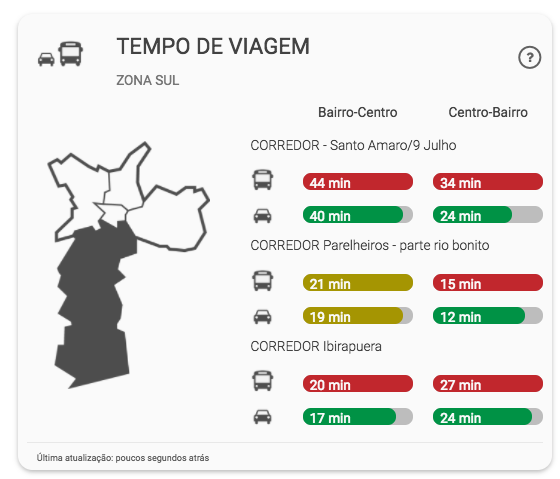 TEMPO DE VIAGEM
?
ZONA SUL
Bairro-Centro Centro-Bairro
CORREDOR - Santo Amaro/9 Julho
44 min 34 min
40 min 24 min
CORREDOR Parelheiros - parte rio bonito
21 min 15 min
19 min 12 min
CORREDOR Ibirapuera
20 min 27 min
17 min 24 min
Última atualização: poucos segundos atrás